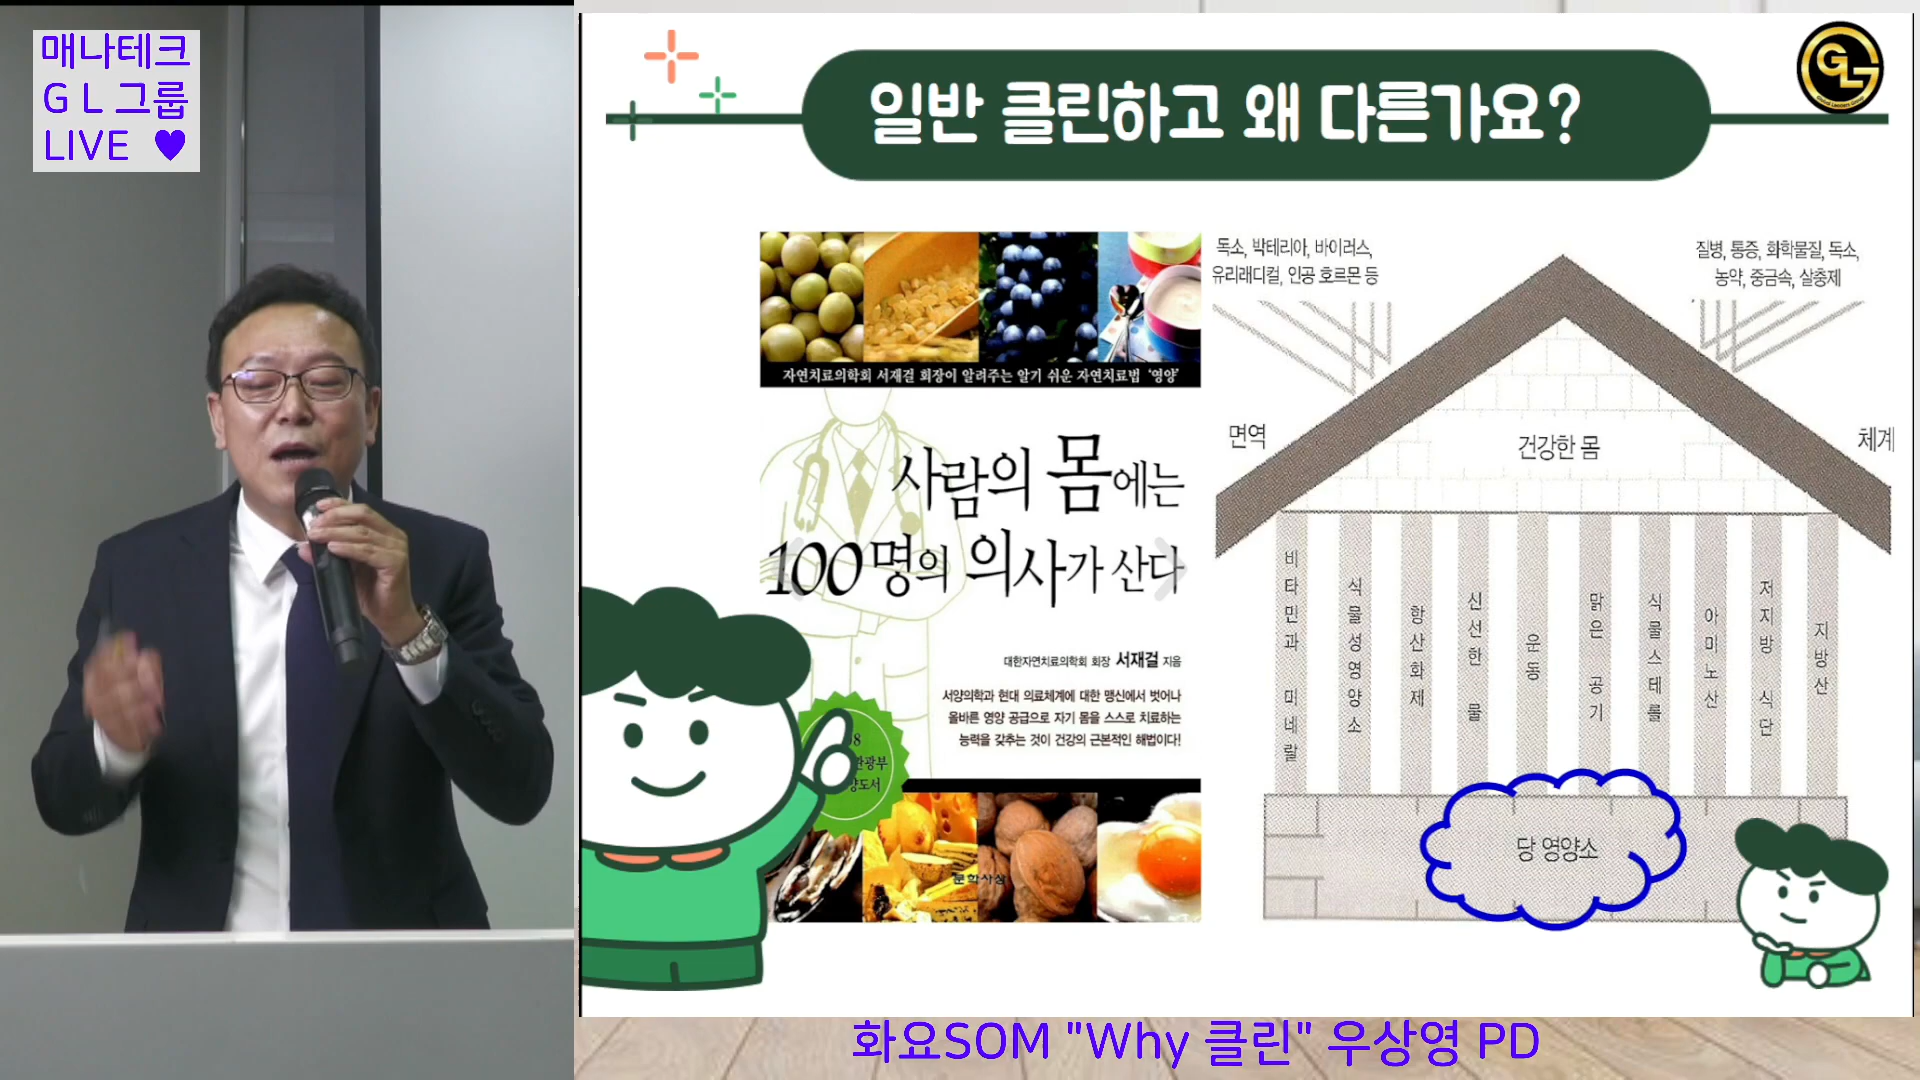 매나테크
G L 그룹
LIVE ♥
일반 클린하고 왜 다른가요?
GLG
자연치료의학회 서재걸 회장이 알려주는 알기 쉬운 자연치료법 '영양'
사람의 몸에는
100명의 의사가 산다
대한자연치료의학회 회장 서재걸 지음
서양의학과 현대 의료체계에 대한 맹신에서 벗어나
올바른 영양 공급으로 자기 몸을 스스로 치료하는
능력을 갖추는 것이 건강의 근본적인 해법이다!
문학사상
독소, 박테리아, 바이러스,
유리래디컬, 인공 호르몬 등
질병, 통증, 화학물질, 독소,
농약, 중금속, 살충제
면역
체계
건강한 몸
비타민과 미네랄
식물성영양소
항산화제
신선한 물
운동
맑은 공기
식물스테롤
아미노산
저지방 식단
지방산
당 영양소
화요SOM "Why 클린" 우상영 PD